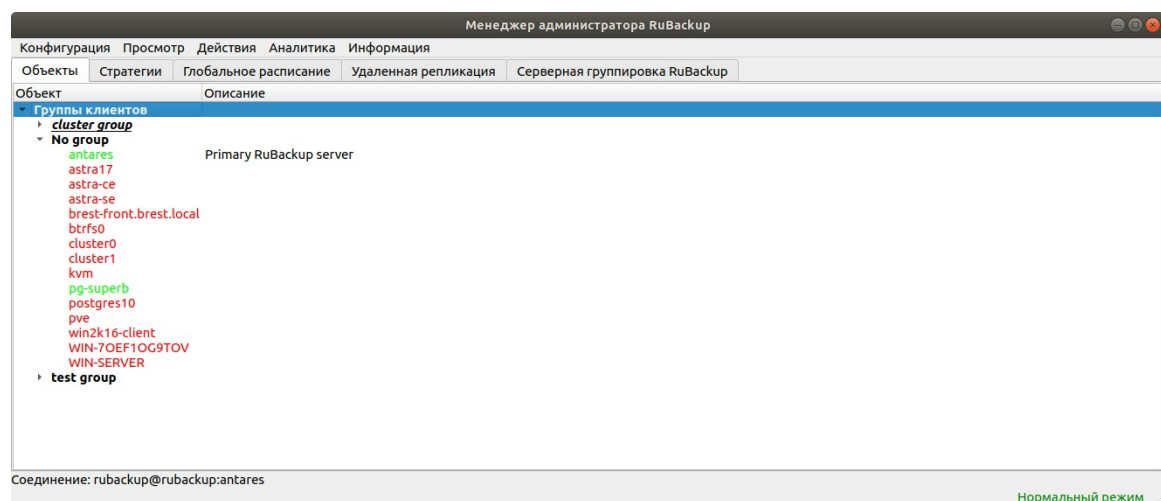 Менеджер администратора RuBackup
Конфигурация Просмотр Действия Аналитика Информация
Объекты Стратегии Глобальное расписание Удаленная репликация Серверная группировка RuBackup
Объект Описание
Группы клиентов
cluster group
No group
antares Primary RuBackup server
astra17
astra-ce
astra-se
brest-front.brest.local
btrfs0
cluster0
cluster1
kvm
pg-superb
postgres10
pve
win2k16-client
WIN-7OEF1OG9TOV
WIN-SERVER
test group
Соединение: rubackup@rubackup:antares
Нормальный режим